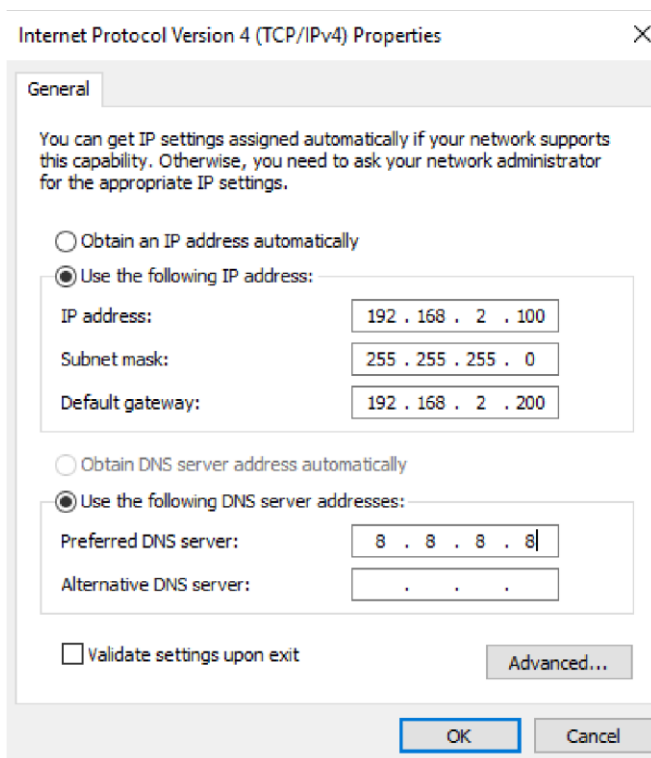 Internet Protocol Version 4 (TCP/IPv4) Properties
General
You can get IP settings assigned automatically if your network supports
this capability. Otherwise, you need to ask your network administrator
for the appropriate IP settings.
Obtain an IP address automatically
Use the following IP address:
IP address: 192 . 168 . 2 . 100
Subnet mask: 255 . 255 . 255 . 0
Default gateway: 192 . 168 . 2 . 200
Obtain DNS server address automatically
Use the following DNS server addresses:
Preferred DNS server: 8 . 8 . 8 . 8
Alternative DNS server: . . .
Validate settings upon exit
Advanced...
OK Cancel